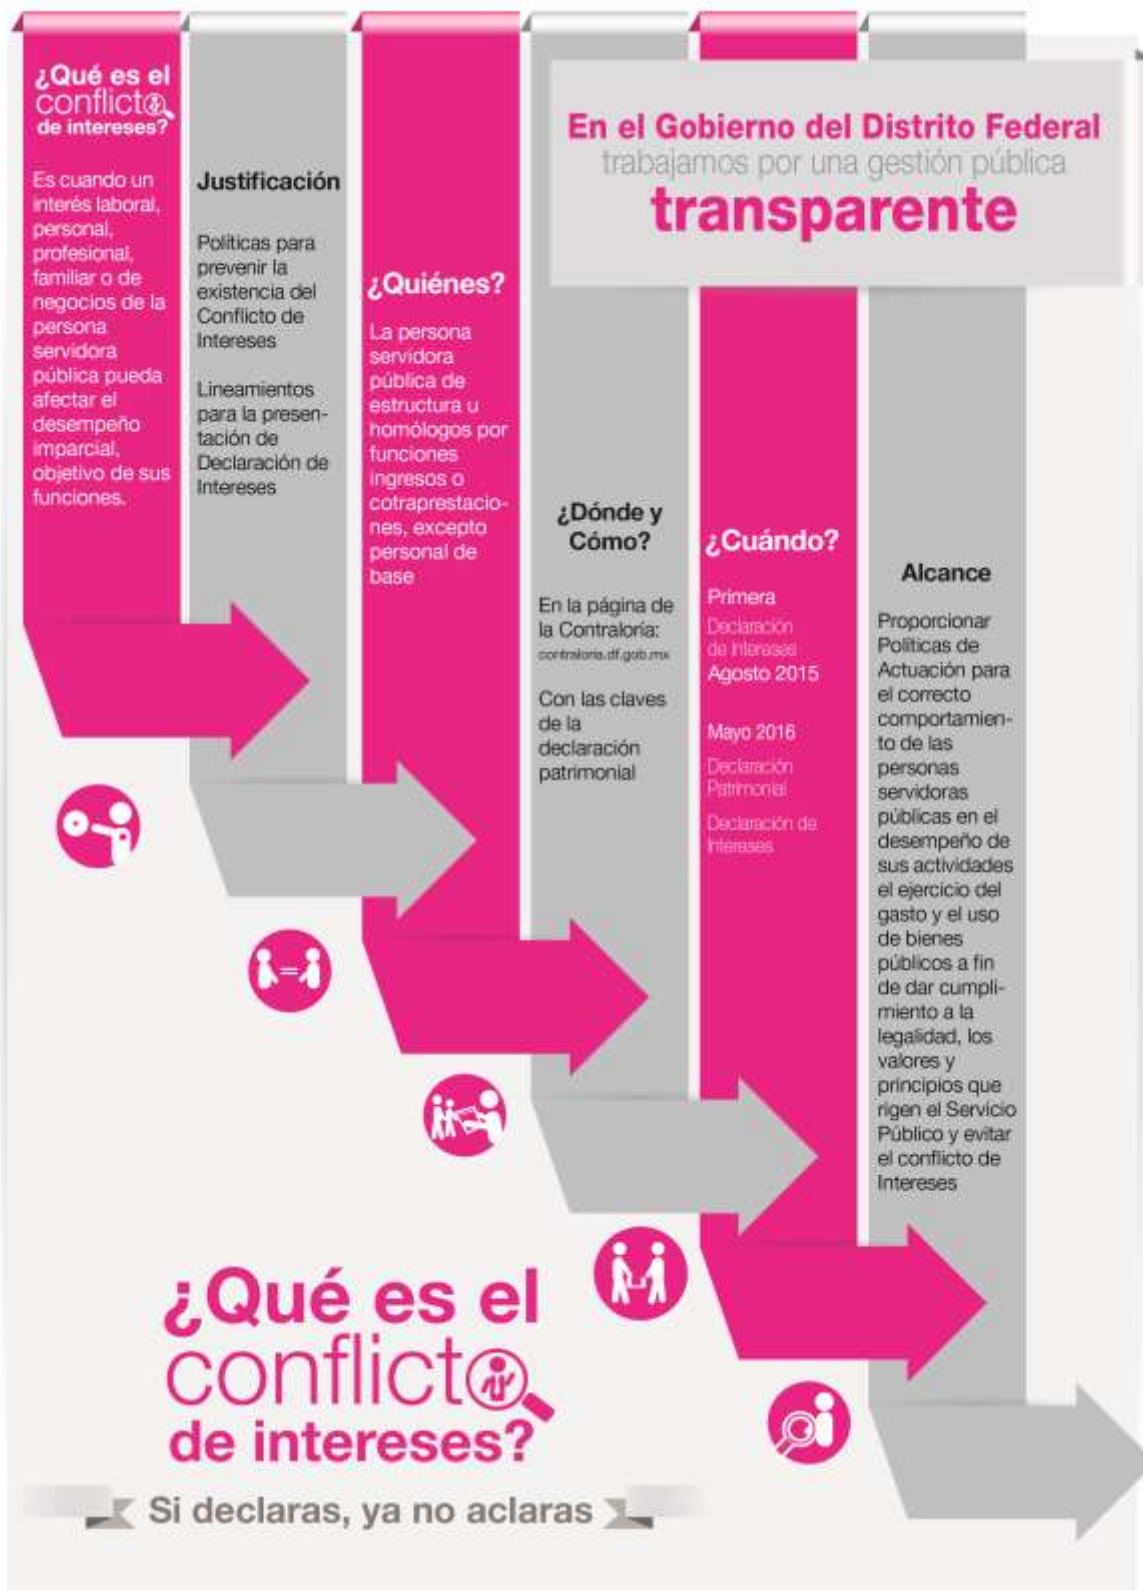 ¿Qué es el
conflicto
de intereses?
Es cuando un
interés laboral,
personal,
profesional,
familiar o de
negocios de la
persona
servidora
pública pueda
afectar el
desempeño
imparcial,
objetivo de sus
funciones.
Justificación
Políticas para
prevenir la
existencia del
Conflicto de
Intereses
Lineamientos
para la presen-
tación de
Declaración de
Intereses
¿Quiénes?
La persona
servidora
pública de
estructura u
homólogos por
funciones
ingresos o
cotraprestacio-
nes, excepto
personal de
base
En el Gobierno del Distrito Federal
trabajamos por una gestión pública
transparente
¿Dónde y
Cómo?
En la página de
la Contraloría:
contraloria.df.gob.mx
Con las claves
de la
declaración
patrimonial
¿Cuándo?
Primera
Declaración
de Intereses
Agosto 2015
Mayo 2016
Declaración
Patrimonial
Declaración de
Intereses
Alcance
Proporcionar
Políticas de
Actuación para
el correcto
comportamien-
to de las
personas
servidoras
públicas en el
desempeño de
sus actividades
el ejercicio del
gasto y el uso
de bienes
públicos a fin
de dar cumpli-
miento a la
legalidad, los
valores y
principios que
rigen el Servicio
Público y evitar
el conflicto de
Intereses
¿Qué es el
conflicto
de intereses?
Si declaras, ya no aclaras